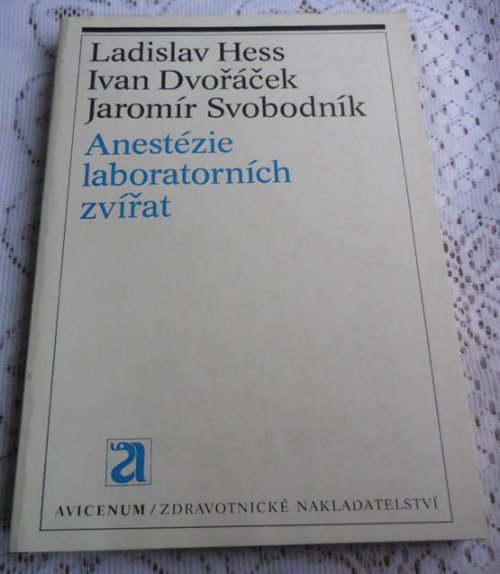 Ladislav Hess
Ivan Dvořáček
Jaromír Svobodník
Anestézie
laboratorních
zvířat
a
AVICENUM / ZDRAVOTNICKÉ NAKLADATELSTVÍ